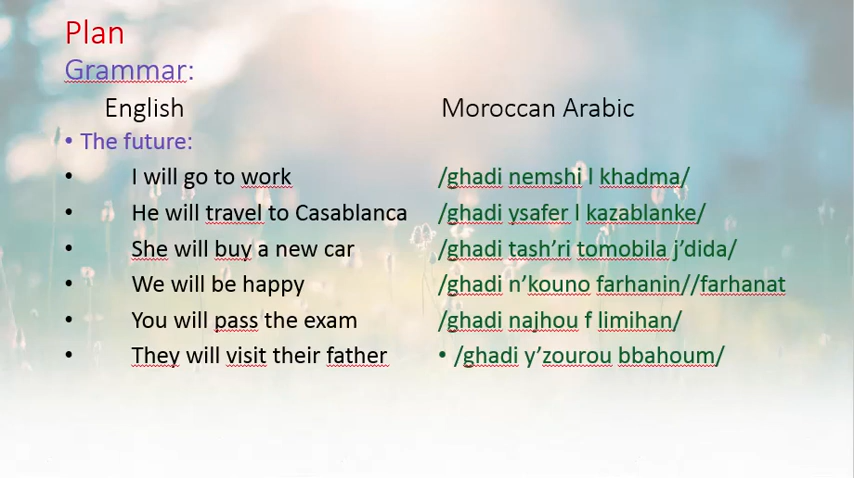 Plan
Grammar:
English Moroccan Arabic
• The future:
• I will go to work /ghadi nemshi l khadma/
• He will travel to Casablanca /ghadi ysafer l kazablanke/
• She will buy a new car /ghadi tash’ri tomobila j’dida/
• We will be happy /ghadi n’kouno farhanin//farhanat
• You will pass the exam /ghadi najhou f limihan/
• They will visit their father • /ghadi y’zourou bbahoum/